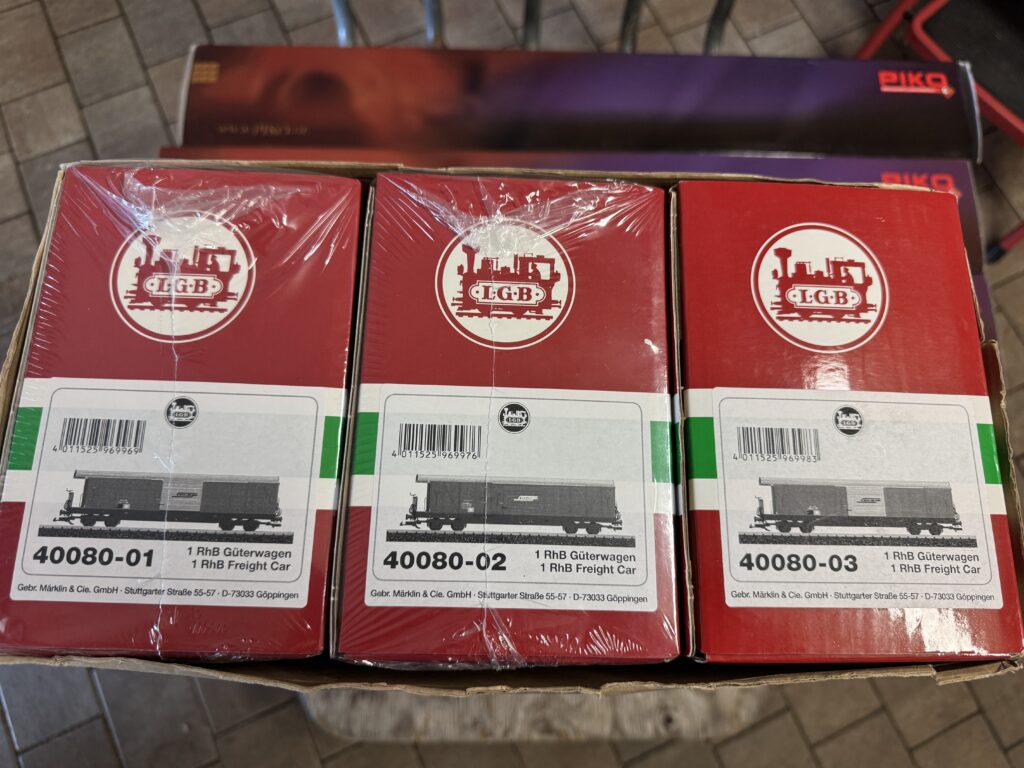 PIKO
PIKO
L·G·B
L·G·B
L·G·B
LGB
LGB
LGB
4 011525 969969
4 011525 969976
4 011525 969983
40080-01
1 RhB Güterwagen
1 RhB Freight Car
Gebr. Märklin & Cie. GmbH · Stuttgarter Straße 55-57 · D-73033 Göppingen
40080-02
1 RhB Güterwagen
1 RhB Freight Car
Gebr. Märklin & Cie. GmbH · Stuttgarter Straße 55-57 · D-73033 Göppingen
40080-03
1 RhB Güterwagen
1 RhB Freight Car
Gebr. Märklin & Cie. GmbH · Stuttgarter Straße 55-57 · D-73033 Göppingen